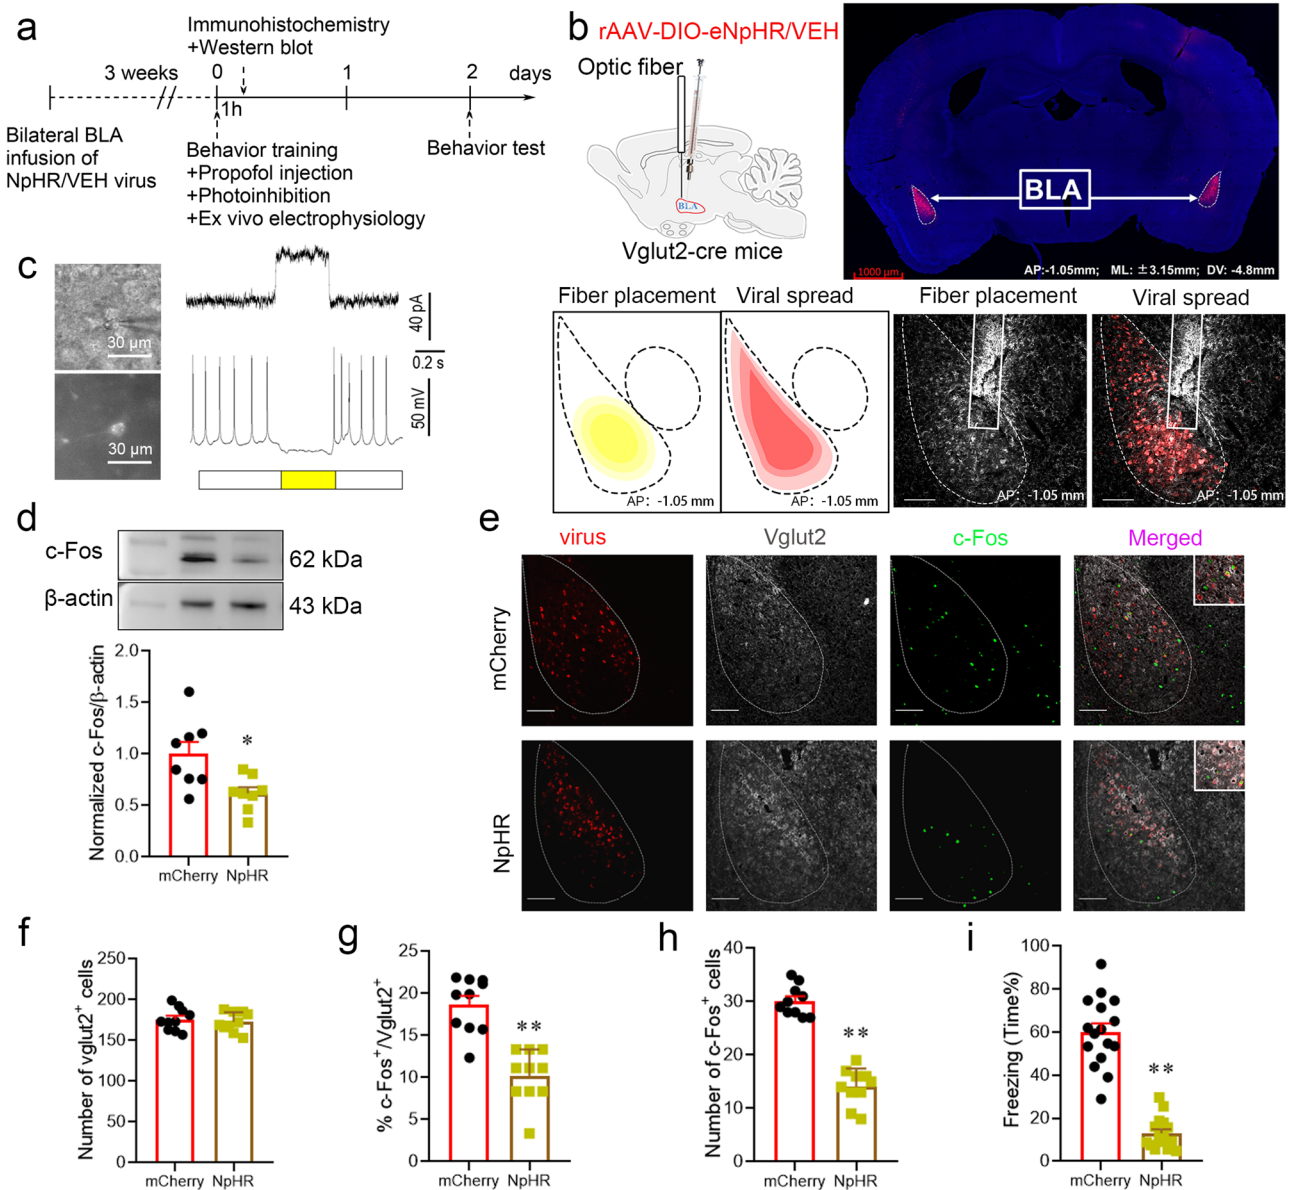 a
Immunohistochemistry
+Western blot
3 weeks
0
1
2
days
1h
Bilateral BLA
infusion of
NpHR/VEH virus
Behavior training
+Propofol injection
+Photoinhibition
+Ex vivo electrophysiology
Behavior test
b
rAAV-DIO-eNpHR/VEH
Optic fiber
BLA
Vglut2-cre mice
BLA
1000 μm
AP:-1.05mm; ML: ±3.15mm; DV: -4.8mm
Fiber placement
Viral spread
Fiber placement
Viral spread
AP: -1.05 mm
AP: -1.05 mm
AP: -1.05 mm
AP: -1.05 mm
c
30 μm
30 μm
40 pA
0.2 s
50 mV
d
c-Fos
62 kDa
β-actin
43 kDa
Normalized c-Fos/β-actin
2.0
1.5
1.0
0.5
0.0
*
mCherry
NpHR
e
virus
Vglut2
c-Fos
Merged
mCherry
NpHR
f
Number of vglut2+ cells
250
200
150
100
50
0
mCherry
NpHR
g
% c-Fos+/Vglut2+
25
20
15
10
5
0
**
mCherry
NpHR
h
Number of c-Fos+ cells
40
30
20
10
0
**
mCherry
NpHR
i
Freezing (Time%)
100
80
60
40
20
0
**
mCherry
NpHR